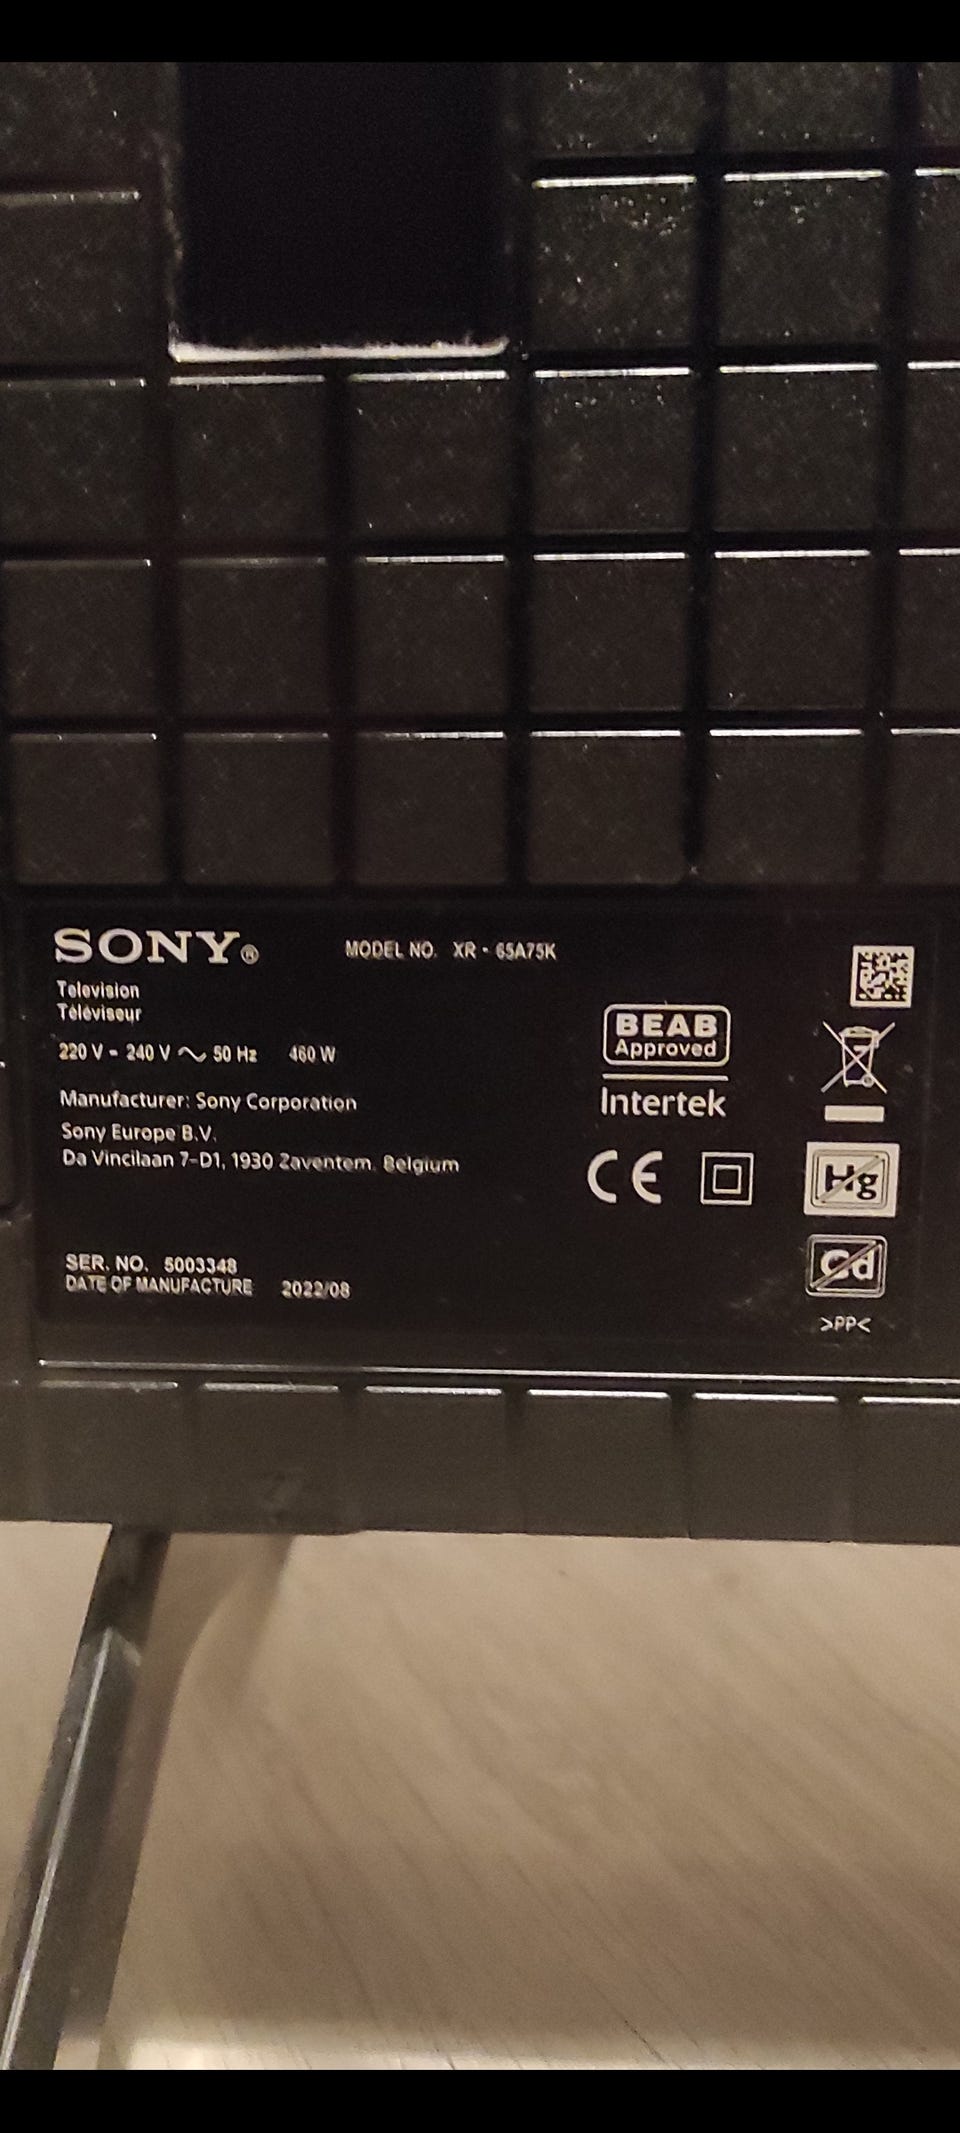 SONY®
MODEL NO. XR - 65A75K
Television
Téléviseur
220 V - 240 V ~ 50 Hz 460 W
Manufacturer: Sony Corporation
Sony Europe B.V.
Da Vincilaan 7-D1, 1930 Zaventem, Belgium
SER. NO. 5003348
DATE OF MANUFACTURE 2022/08
BEAB
Approved
Intertek
CE
Hg
Cd
>PP<